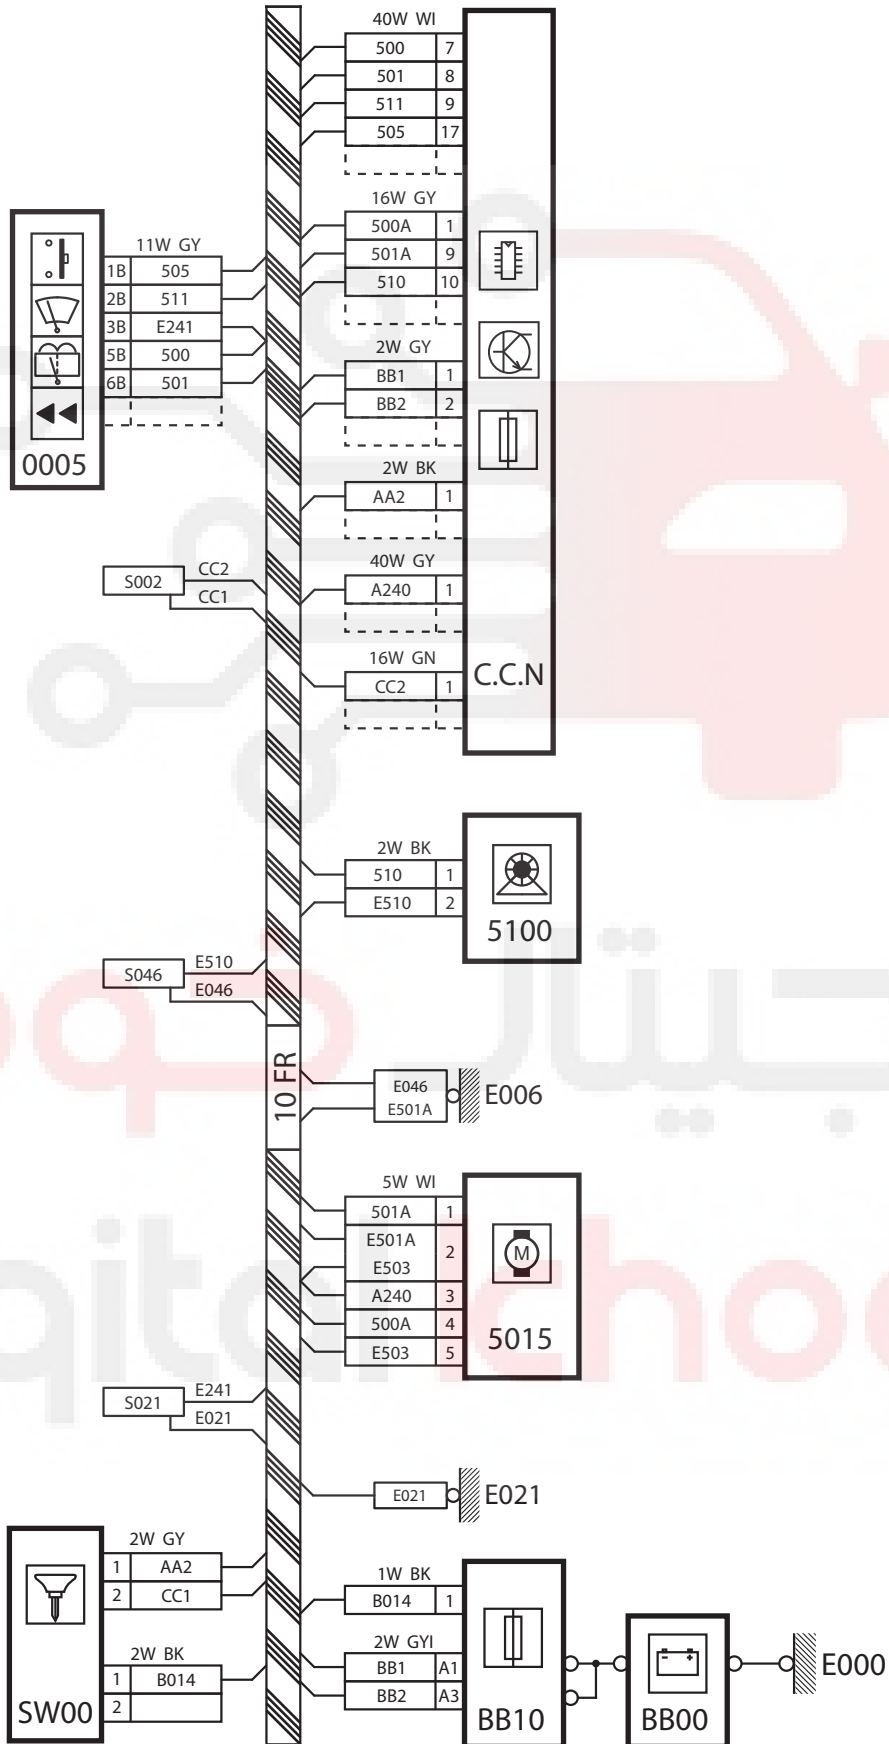 40W WI
500 7
501 8
511 9
505 17
16W GY
500A 1
501A 9
510 10
2W GY
BB1 1
BB2 2
2W BK
AA2 1
40W GY
A240 1
16W GN
CC2 1
C.C.N
11W GY
1B 505
2B 511
3B E241
5B 500
6B 501
0005
S002
CC2
CC1
2W BK
510 1
E510 2
5100
S046
E510
E046
10 FR
E046
E501A
E006
5W WI
501A 1
E501A
2
E503
A240 3
500A 4
E503 5
M
5015
S021
E241
E021
E021
E021
2W GY
1 AA2
2 CC1
2W BK
1 B014
2
SW00
1W BK
B014 1
2W GYI
BB1 A1
BB2 A3
BB10
BB00
E000
دیجیتال خودرو
digital khodro